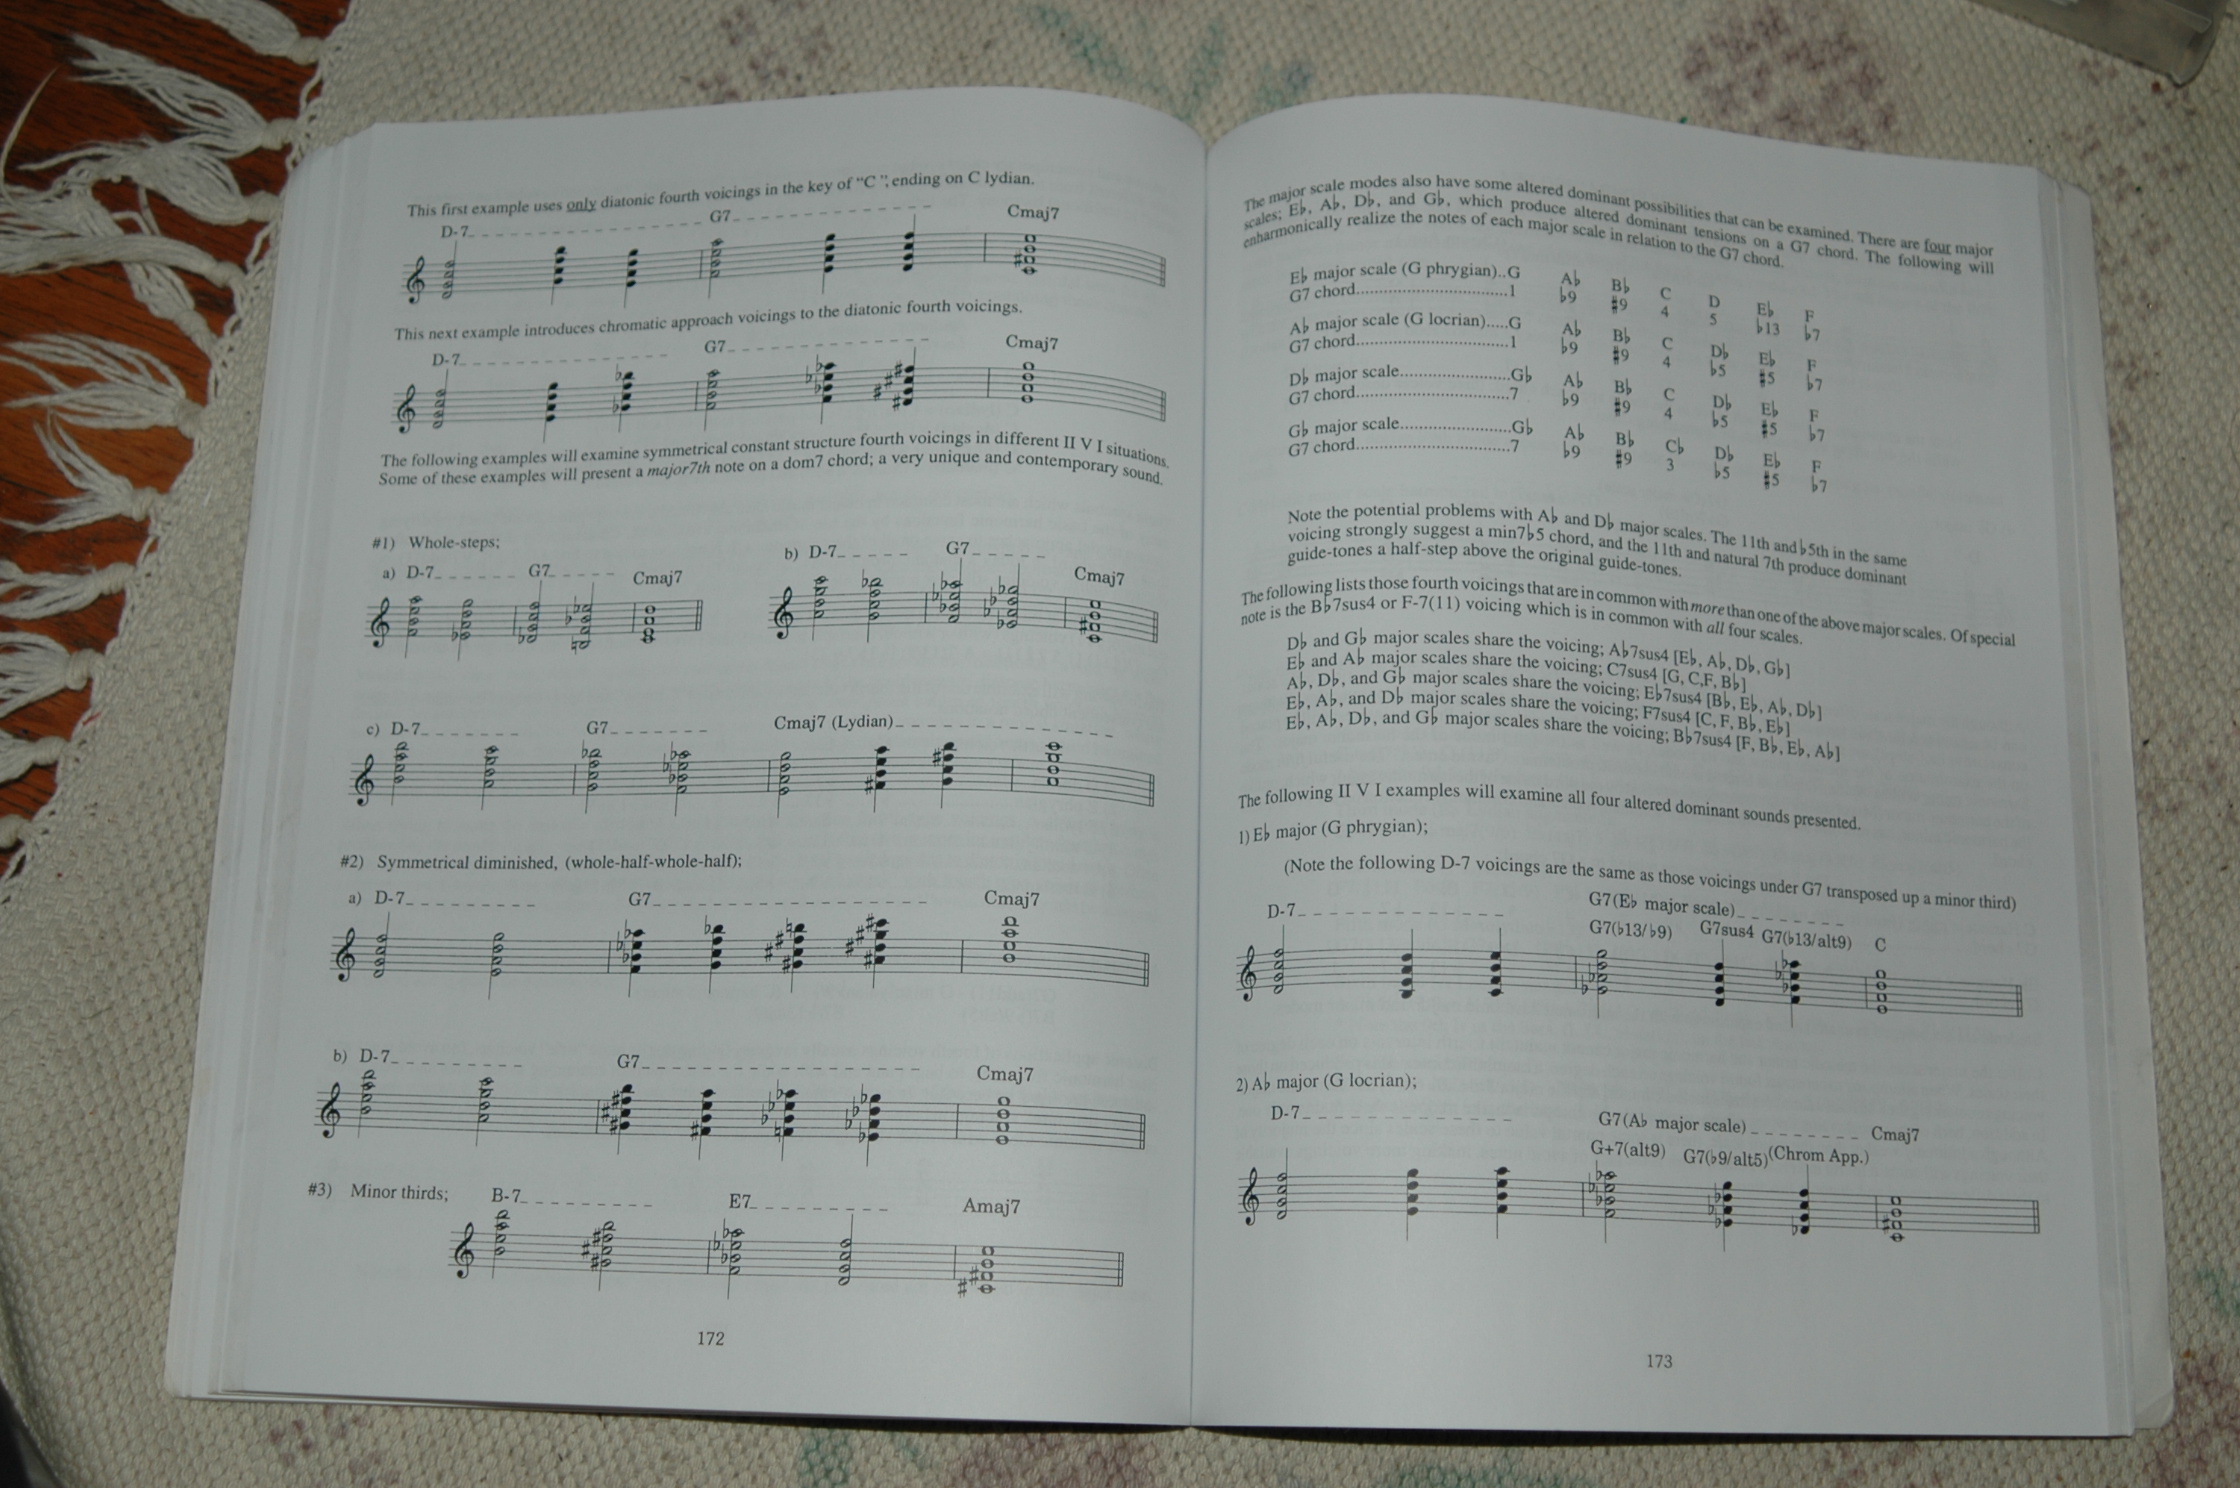 This first example uses only diatonic fourth voicings in the key of “C ”, ending on C lydian.
D-7 G7 Cmaj7
This next example introduces chromatic approach voicings to the diatonic fourth voicings.
D-7 G7 Cmaj7
The following examples will examine symmetrical constant structure fourth voicings in different II V I situations.
Some of these examples will present a major7th note on a dom7 chord; a very unique and contemporary sound.
#1) Whole-steps;
a) D-7 G7 Cmaj7
b) D-7 G7 Cmaj7
c) D-7 G7 Cmaj7 (Lydian)
#2) Symmetrical diminished, (whole-half-whole-half);
a) D-7 G7 Cmaj7
b) D-7 G7 Cmaj7
#3) Minor thirds; B-7 E7 Amaj7
172
The major scale modes also have some altered dominant possibilities that can be examined. There are four major
scales; E♭, A♭, D♭, and G♭, which produce altered dominant tensions on a G7 chord. The following will
enharmonically realize the notes of each major scale in relation to the G7 chord.
E♭ major scale (G phrygian)..G A♭ B♭ C D E♭ F
G7 chord.................................1 ♭9 #9 4 5 ♭13 ♭7
A♭ major scale (G locrian).....G A♭ B♭ C D♭ E♭ F
G7 chord.................................1 ♭9 #9 4 ♭5 #5 ♭7
D♭ major scale........................G♭ A♭ B♭ C D♭ E♭ F
G7 chord.................................7 ♭9 #9 4 ♭5 #5 ♭7
G♭ major scale........................G♭ A♭ B♭ C♭ D♭ E♭ F
G7 chord.................................7 ♭9 #9 3 ♭5 #5 ♭7
Note the potential problems with A♭ and D♭ major scales. The 11th and ♭5th in the same
voicing strongly suggest a min7♭5 chord, and the 11th and natural 7th produce dominant
guide-tones a half-step above the original guide-tones.
The following lists those fourth voicings that are in common with more than one of the above major scales. Of special
note is the B♭7sus4 or F-7(11) voicing which is in common with all four scales.
D♭ and G♭ major scales share the voicing; A♭7sus4 [E♭, A♭, D♭, G♭]
E♭ and A♭ major scales share the voicing; C7sus4 [G, C,F, B♭]
A♭, D♭, and G♭ major scales share the voicing; E♭7sus4 [B♭, E♭, A♭, D♭]
E♭, A♭, and D♭ major scales share the voicing; F7sus4 [C, F, B♭, E♭]
E♭, A♭, D♭, and G♭ major scales share the voicing; B♭7sus4 [F, B♭, E♭, A♭]
The following II V I examples will examine all four altered dominant sounds presented.
1) E♭ major (G phrygian);
(Note the following D-7 voicings are the same as those voicings under G7 transposed up a minor third)
D-7 G7(E♭ major scale)
G7(♭13/♭9) G7sus4 G7(♭13/alt9) C
2) A♭ major (G locrian);
D-7 G7(A♭ major scale) Cmaj7
G+7(alt9) G7(♭9/alt5) (Chrom App.)
173